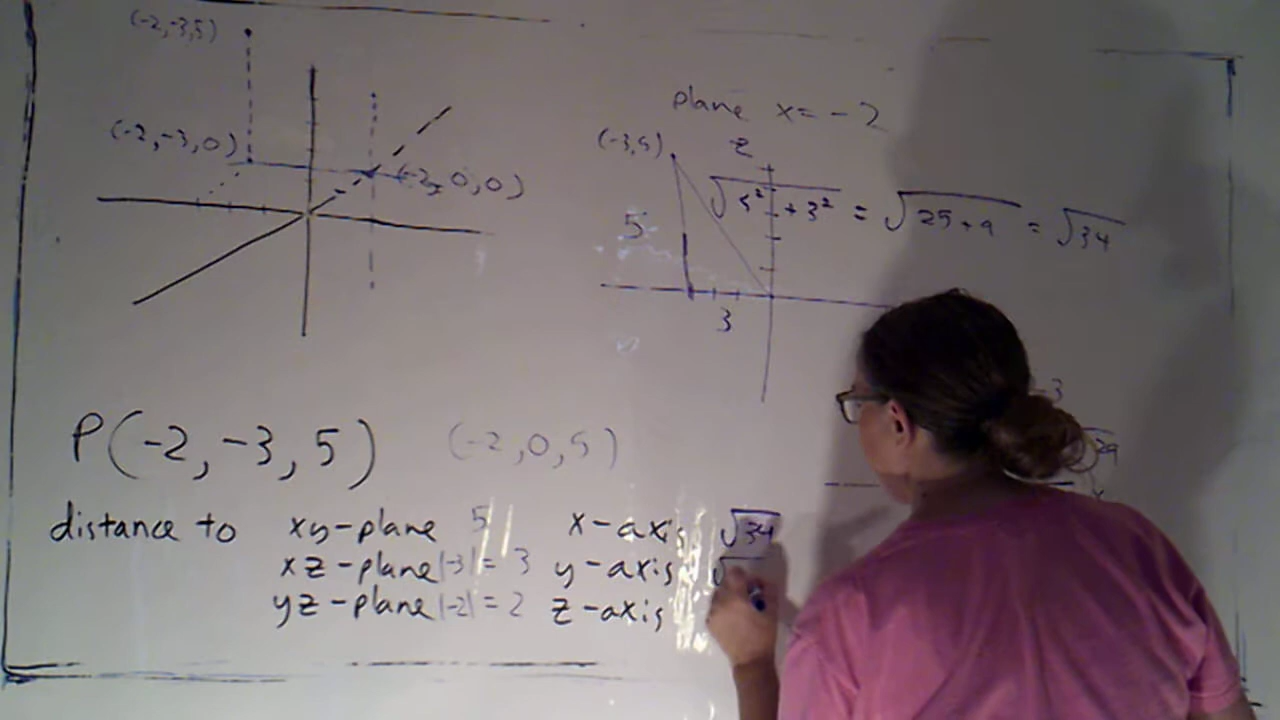 (-2,-3,5)
(-2,-3,0)
(-2,0,0)
plane x = -2
(-3,5)
z
√5² + 3² = √25+9 = √34
5
3
-3
√29
x
P(-2,-3,5) (-2,0,5)
distance to xy-plane 5 x-axis √34
xz-plane |-3| = 3 y-axis √
yz-plane |-2| = 2 z-axis